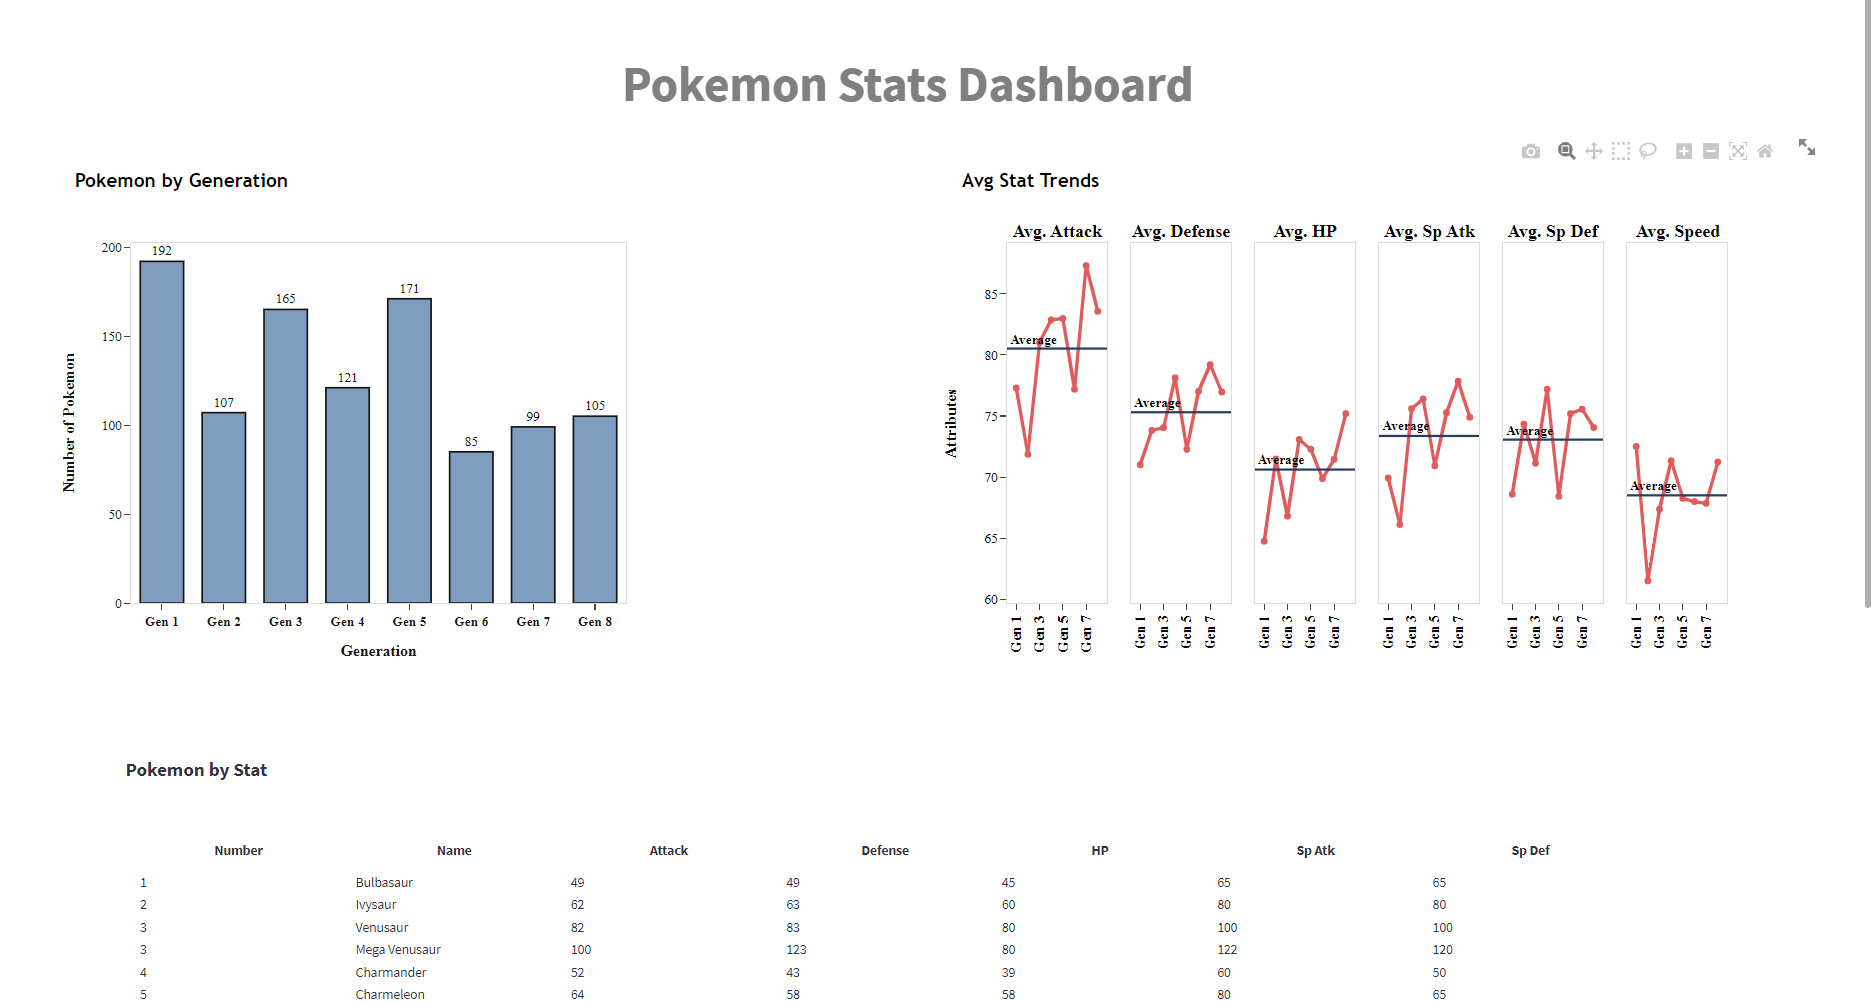 Pokemon Stats Dashboard
Pokemon by Generation
200
150
100
50
0
Number of Pokemon
192
107
165
121
171
85
99
105
Gen 1 Gen 2 Gen 3 Gen 4 Gen 5 Gen 6 Gen 7 Gen 8
Generation
Avg Stat Trends
Avg. Attack Avg. Defense Avg. HP Avg. Sp Atk Avg. Sp Def Avg. Speed
85
80
75
70
65
60
Attributes
Average
Average
Average
Average
Average
Average
Gen 1 Gen 3 Gen 5 Gen 7 Gen 1 Gen 3 Gen 5 Gen 7 Gen 1 Gen 3 Gen 5 Gen 7 Gen 1 Gen 3 Gen 5 Gen 7 Gen 1 Gen 3 Gen 5 Gen 7 Gen 1 Gen 3 Gen 5 Gen 7
Pokemon by Stat
Number Name Attack Defense HP Sp Atk Sp Def
1 Bulbasaur 49 49 45 65 65
2 Ivysaur 62 63 60 80 80
3 Venusaur 82 83 80 100 100
3 Mega Venusaur 100 123 80 122 120
4 Charmander 52 43 39 60 50
5 Charmeleon 64 58 58 80 65